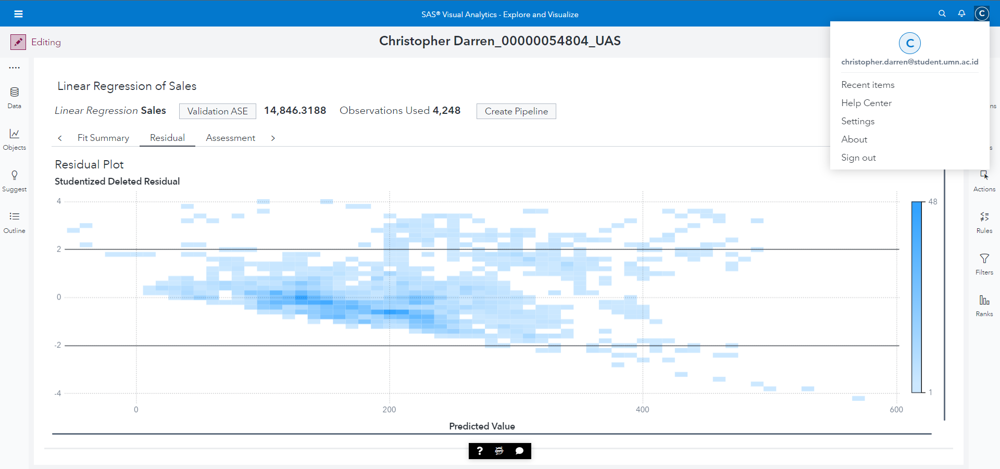 SAS® Visual Analytics - Explore and Visualize
C
Editing
Christopher Darren_00000054804_UAS
C
christopher.darren@student.umn.ac.id
Recent items
Help Center
Settings
About
Sign out
Data
Objects
Suggest
Outline
Linear Regression of Sales
Linear Regression Sales Validation ASE 14,846.3188 Observations Used 4,248 Create Pipeline
Fit Summary Residual Assessment
Residual Plot
Studentized Deleted Residual
4
2
0
-2
-4
0 200 400 600
Predicted Value
48
1
ns
s
Actions
Rules
Filters
Ranks
?